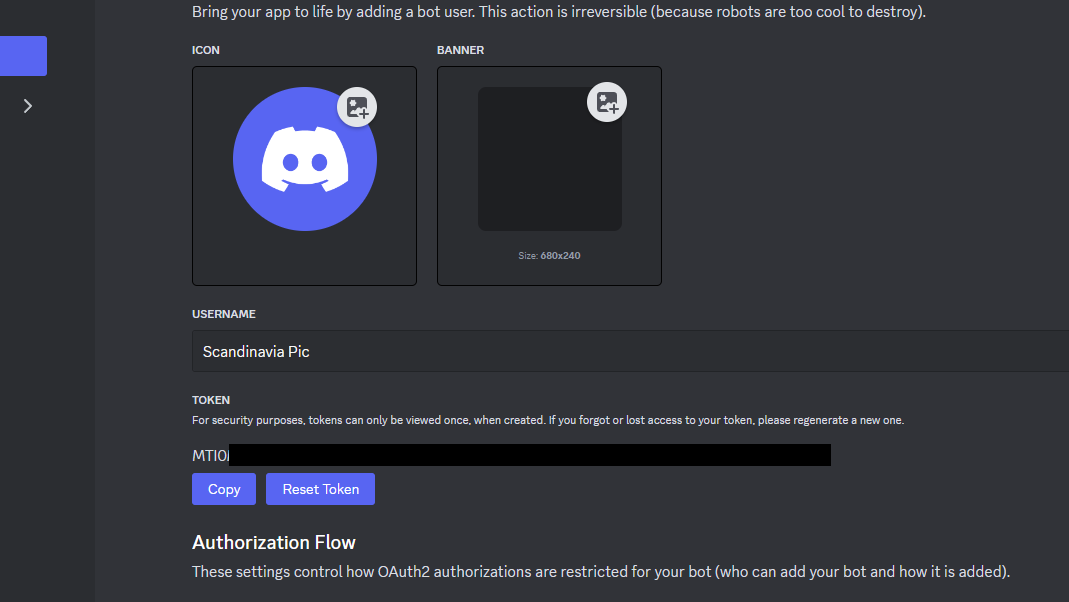 Bring your app to life by adding a bot user. This action is irreversible (because robots are too cool to destroy).
ICON
BANNER
Size: 680x240
USERNAME
Scandinavia Pic
TOKEN
For security purposes, tokens can only be viewed once, when created. If you forgot or lost access to your token, please regenerate a new one.
MTI0
Copy
Reset Token
Authorization Flow
These settings control how OAuth2 authorizations are restricted for your bot (who can add your bot and how it is added).